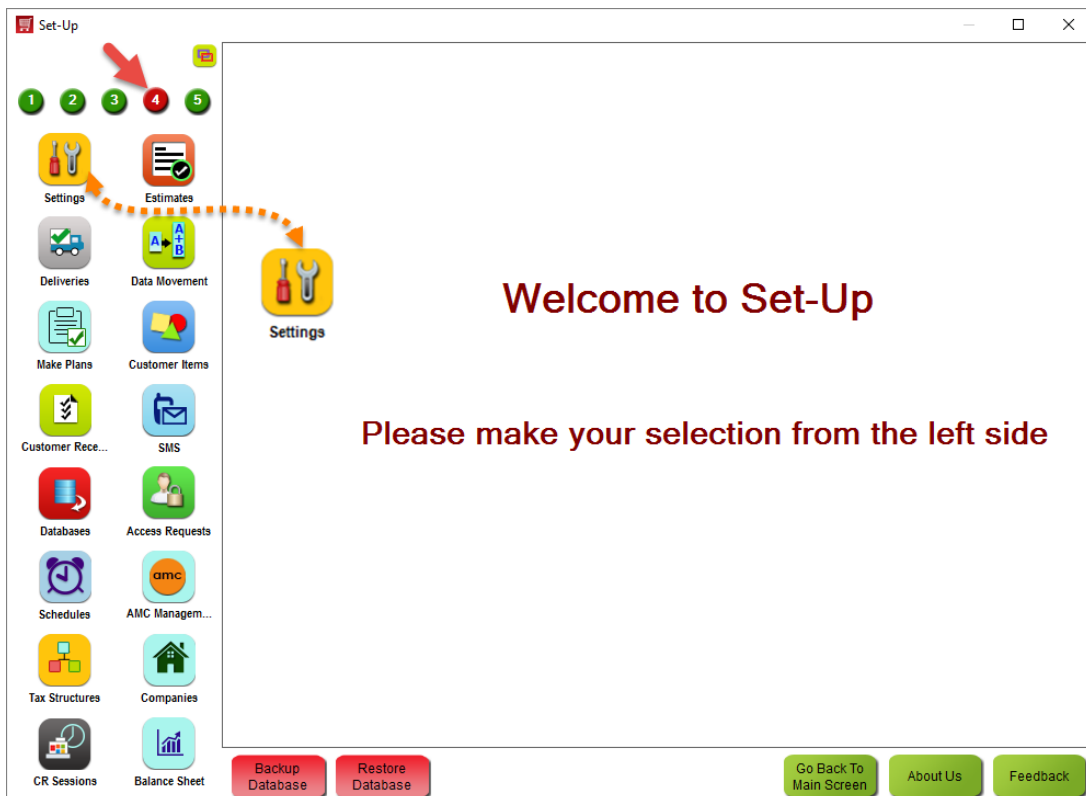 Set-Up
1 2 3 4 5
Settings Estimates
Deliveries Data Movement
A A+B
Settings
Welcome to Set-Up
Make Plans Customer Items
Please make your selection from the left side
Customer Rece... SMS
Databases Access Requests
amc
Schedules AMC Managem...
Tax Structures Companies
CR Sessions Balance Sheet
Backup Database
Restore Database
Go Back To Main Screen
About Us
Feedback